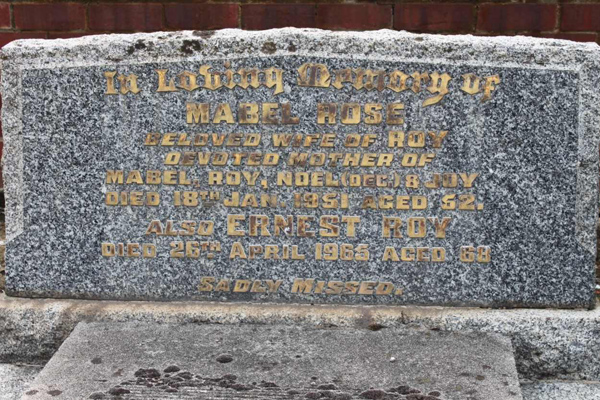 In Loving Memory of
MABEL ROSE
BELOVED WIFE OF ROY
DEVOTED MOTHER OF
MABEL ROY, NOEL (DEC) & JOY
DIED 18TH JAN. 1951 AGED 52.
ALSO ERNEST ROY
DIED 26TH APRIL 1965 AGED 68
SADLY MISSED.